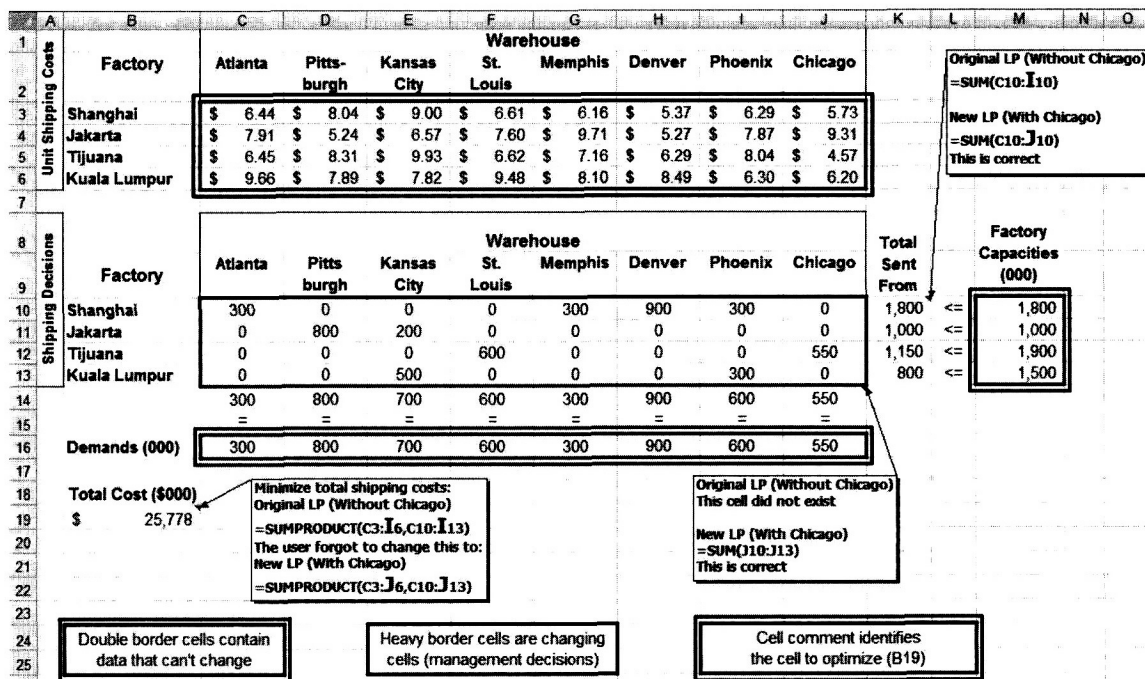 A B C D E F G H I J K L M N O
1 Warehouse
Unit Shipping Costs
Factory Atlanta Pitts- Kansas St. Memphis Denver Phoenix Chicago
2 burgh City Louis
3 Shanghai $ 6.44 $ 8.04 $ 9.00 $ 6.61 $ 6.16 $ 5.37 $ 6.29 $ 5.73
4 Jakarta $ 7.91 $ 5.24 $ 6.57 $ 7.60 $ 9.71 $ 5.27 $ 7.87 $ 9.31
5 Tijuana $ 6.45 $ 8.31 $ 9.93 $ 6.62 $ 7.16 $ 6.29 $ 8.04 $ 4.57
6 Kuala Lumpur $ 9.66 $ 7.89 $ 7.82 $ 9.48 $ 8.10 $ 8.49 $ 6.30 $ 6.20
Original LP (Without Chicago)
=SUM(C10:I10)
New LP (With Chicago)
=SUM(C10:J10)
This is correct
7
8 Warehouse Total Factory
Shipping Decisions
Factory Atlanta Pitts Kansas St. Memphis Denver Phoenix Chicago Sent Capacities
9 burgh City Louis From (000)
10 Shanghai 300 0 0 0 300 900 300 0 1,800 <= 1,800
11 Jakarta 0 800 200 0 0 0 0 0 1,000 <= 1,000
12 Tijuana 0 0 0 600 0 0 0 550 1,150 <= 1,900
13 Kuala Lumpur 0 0 500 0 0 0 300 0 800 <= 1,500
14 300 800 700 600 300 900 600 550
15 = = = = = = = =
16 Demands (000) 300 800 700 600 300 900 600 550
17
18 Total Cost ($000)
19 $ 25,778
20
21
22
Minimize total shipping costs:
Original LP (Without Chicago)
=SUMPRODUCT(C3:I6,C10:I13)
The user forgot to change this to:
New LP (With Chicago)
=SUMPRODUCT(C3:J6,C10:J13)
Original LP (Without Chicago)
This cell did not exist
New LP (With Chicago)
=SUM(J10:J13)
This is correct
23
24 Double border cells contain Heavy border cells are changing Cell comment identifies
25 data that can't change cells (management decisions) the cell to optimize (B19)